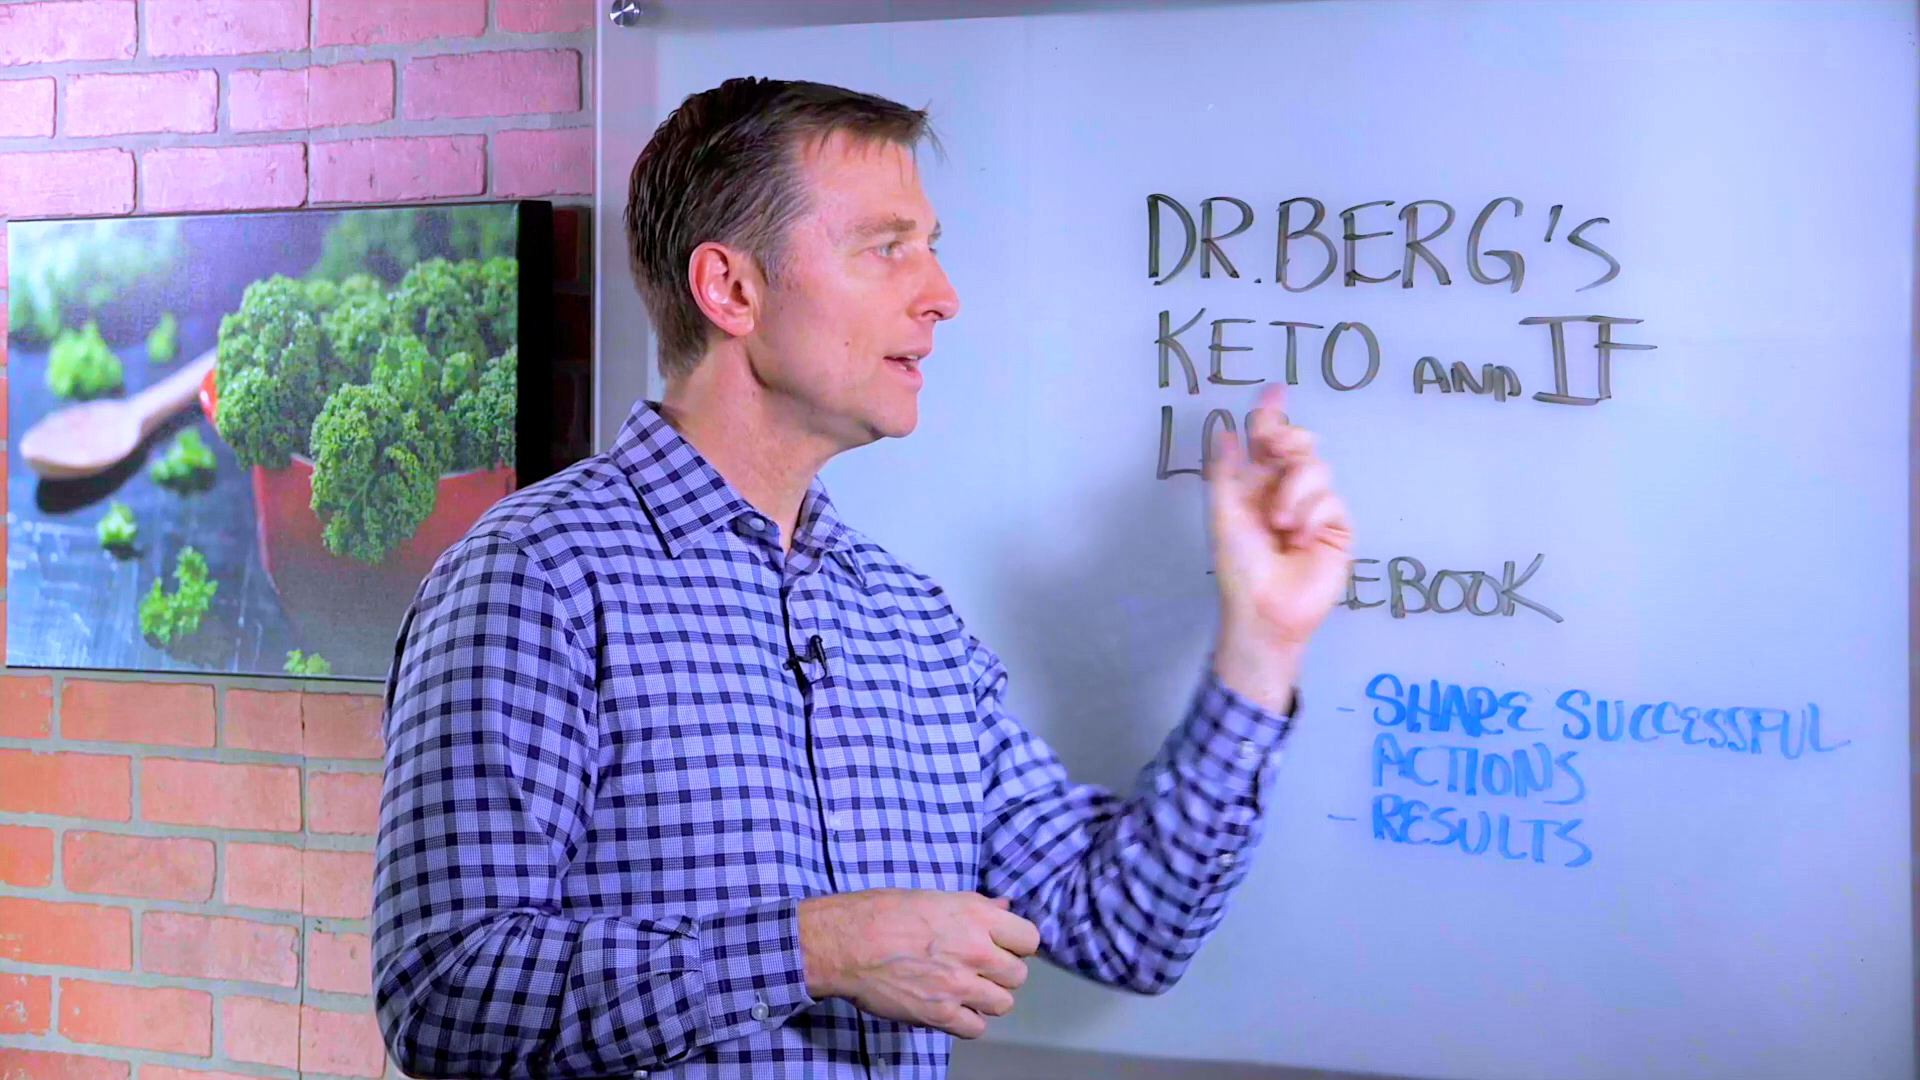 DR. BERG'S
KETO AND IF
EBOOK
- SHARE SUCCESSFUL
ACTIONS
- RESULTS